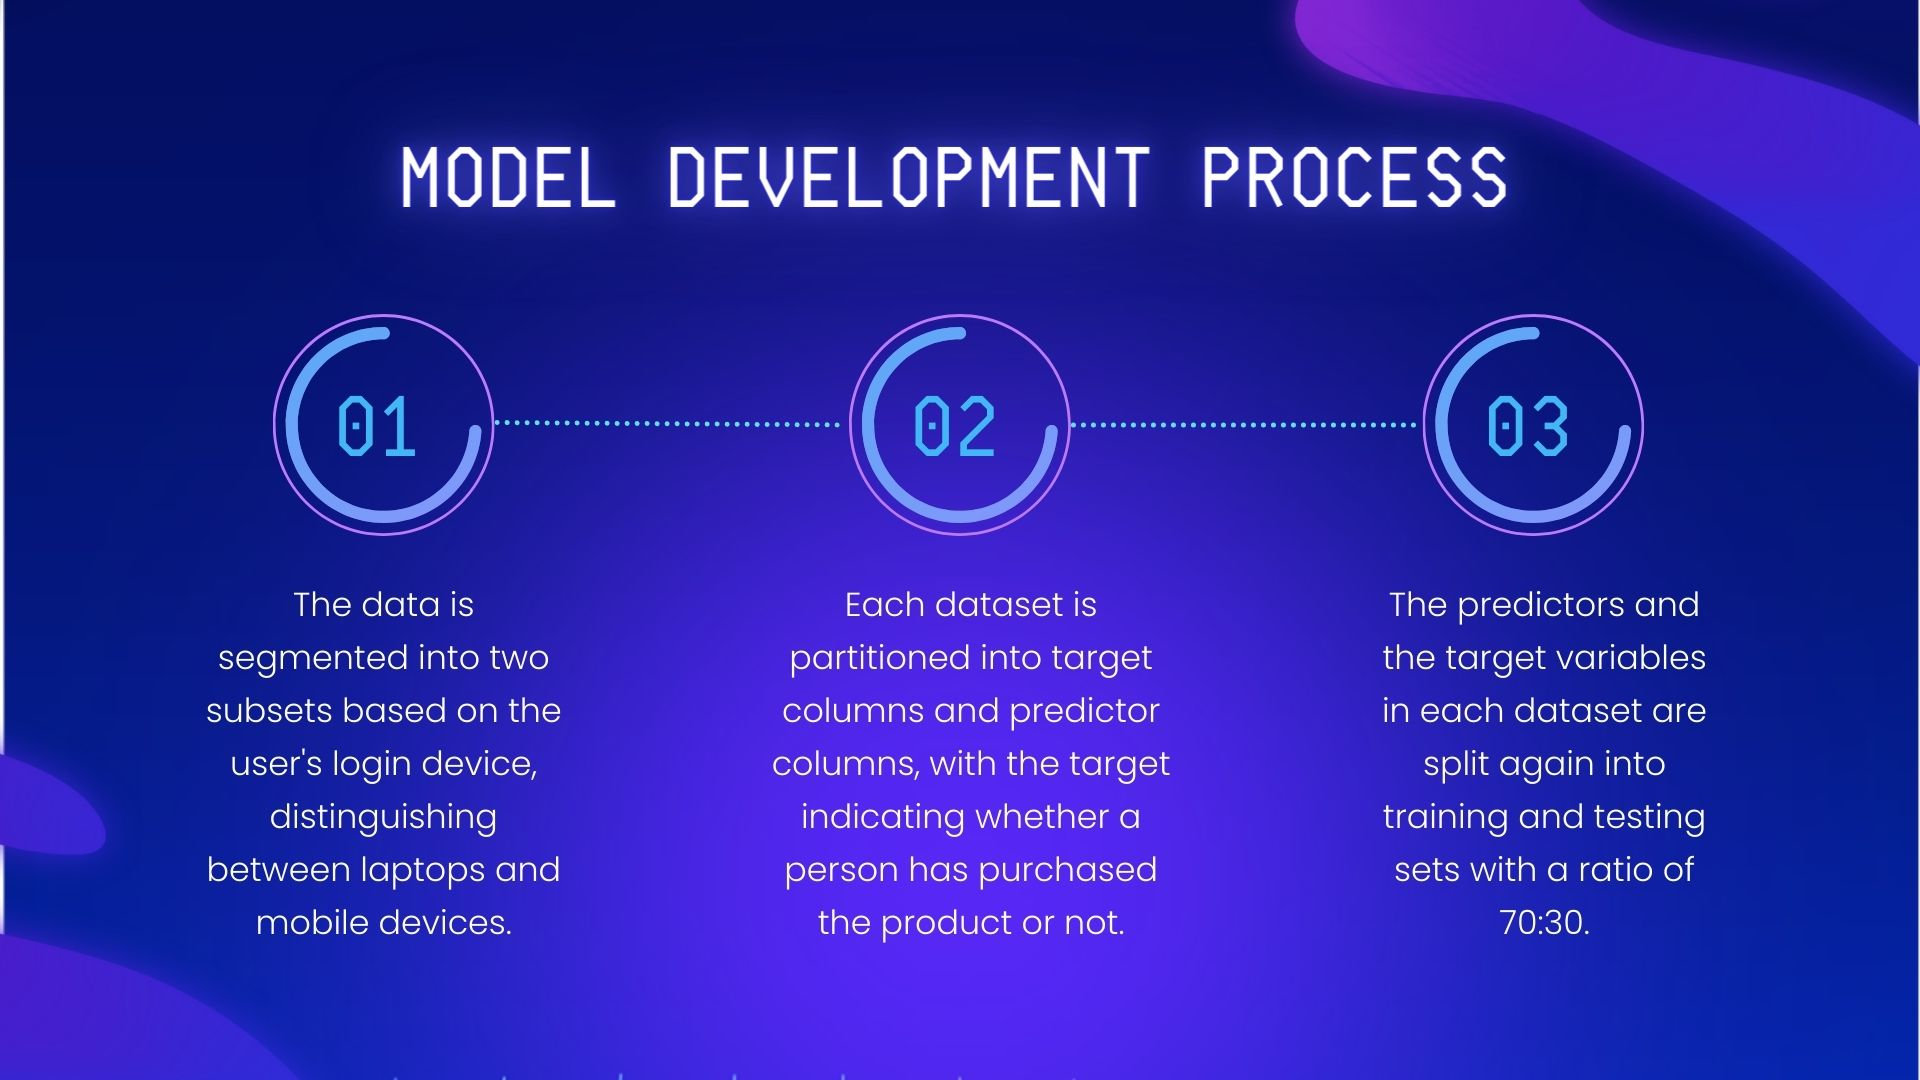 MODEL DEVELOPMENT PROCESS
01
The data is
segmented into two
subsets based on the
user's login device,
distinguishing
between laptops and
mobile devices.
02
Each dataset is
partitioned into target
columns and predictor
columns, with the target
indicating whether a
person has purchased
the product or not.
03
The predictors and
the target variables
in each dataset are
split again into
training and testing
sets with a ratio of
70:30.